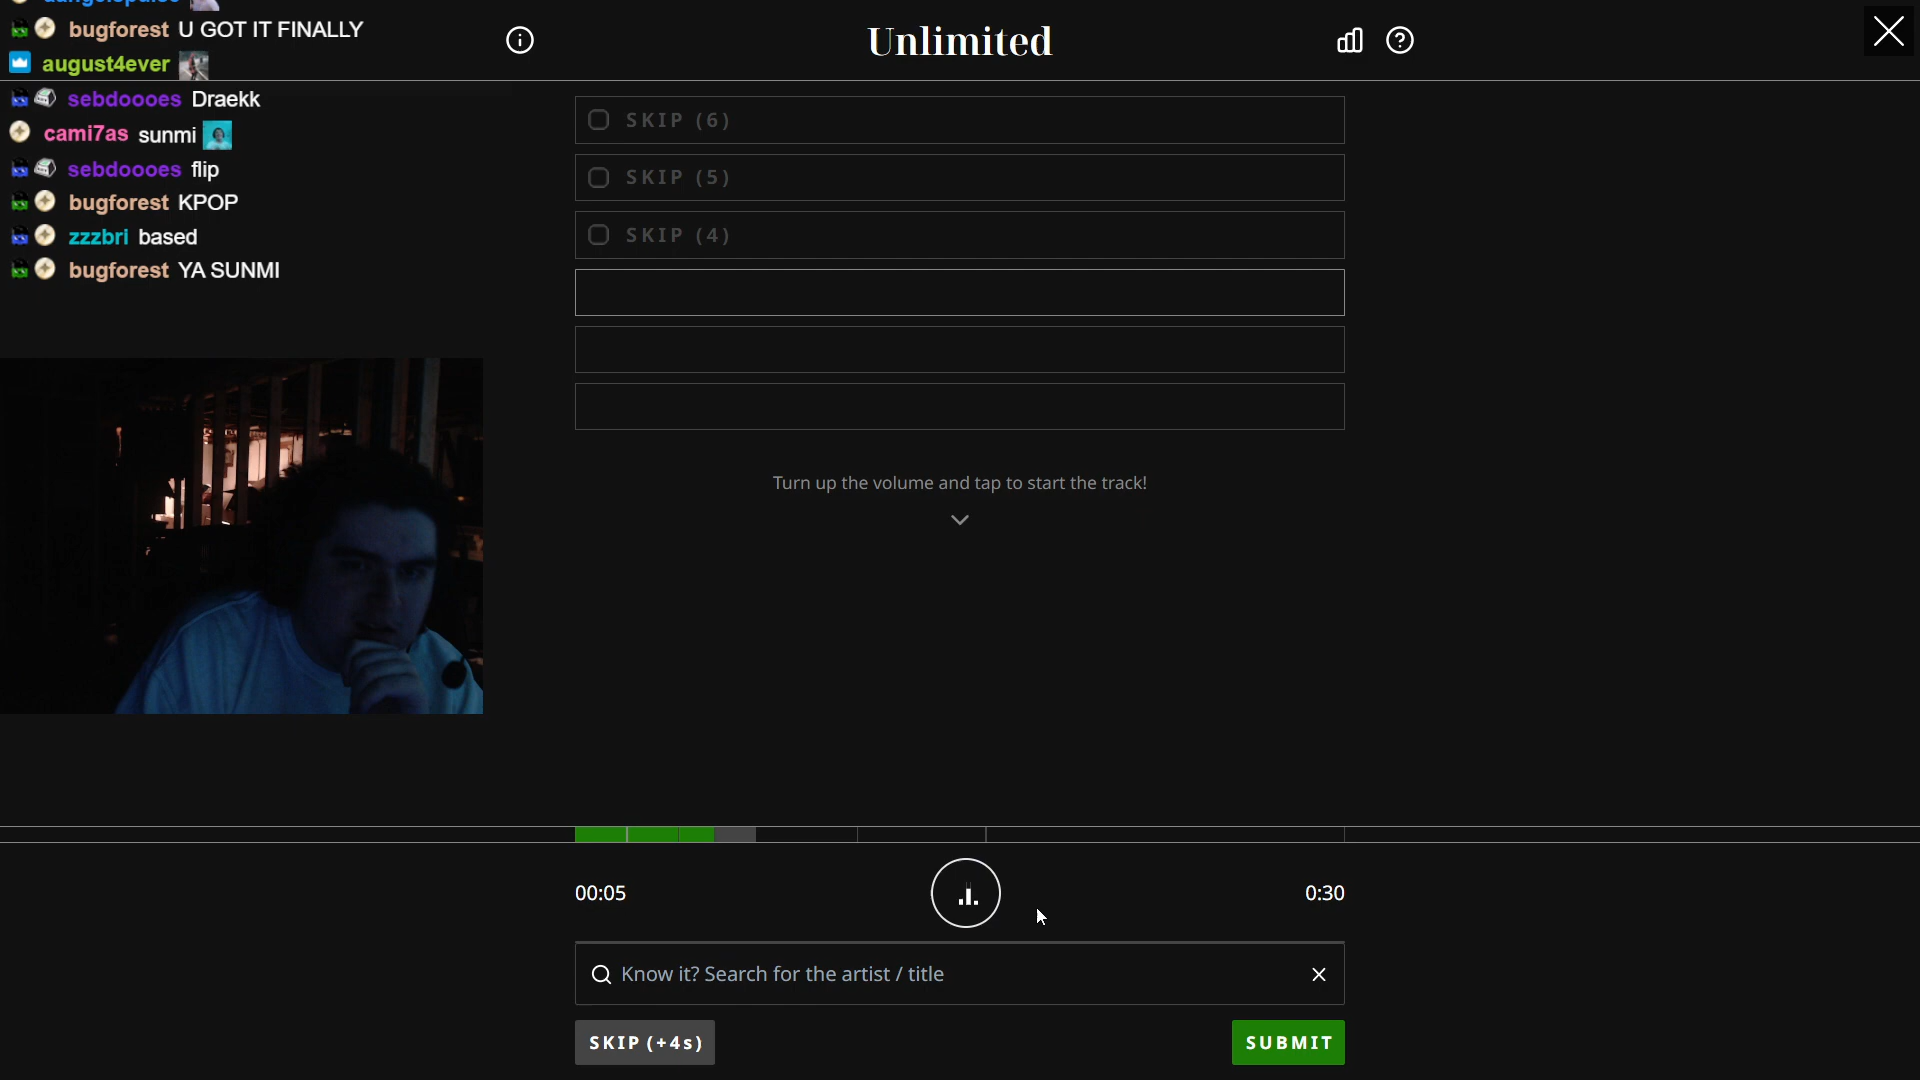 bugforest U GOT IT FINALLY
august4ever
sebdoooes Draekk
cami7as sunmi
sebdoooes flip
bugforest KPOP
zzzbri based
bugforest YA SUNMI
Unlimited
SKIP (6)
SKIP (5)
SKIP (4)
Turn up the volume and tap to start the track!
00:05
0:30
Know it? Search for the artist / title
SKIP (+4s)
SUBMIT